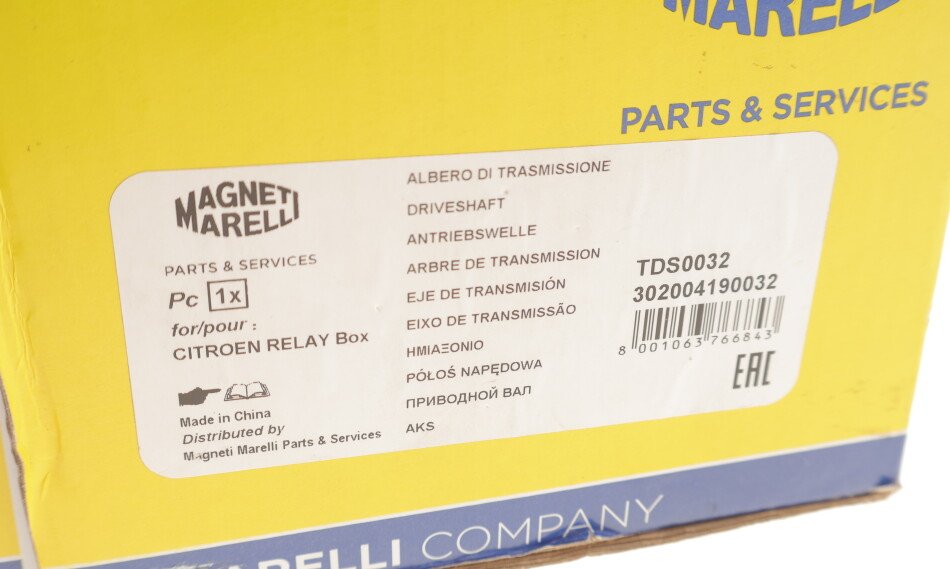 MARELLI
PARTS & SERVICES
MAGNETI
MARELLI
PARTS & SERVICES
Pc 1x
for/pour :
CITROEN RELAY Box
Made in China
Distributed by
Magneti Marelli Parts & Services
ALBERO DI TRASMISSIONE
DRIVESHAFT
ANTRIEBSWELLE
ARBRE DE TRANSMISSION
EJE DE TRANSMISIÓN
EIXO DE TRANSMISSÃO
ΗΜΙΑΞΟΝΙΟ
PÓŁOŚ NAPĘDOWA
ПРИВОДНОЙ ВАЛ
AKS
TDS0032
302004190032
8 001063 766843
EAC
MARELLI COMPANY